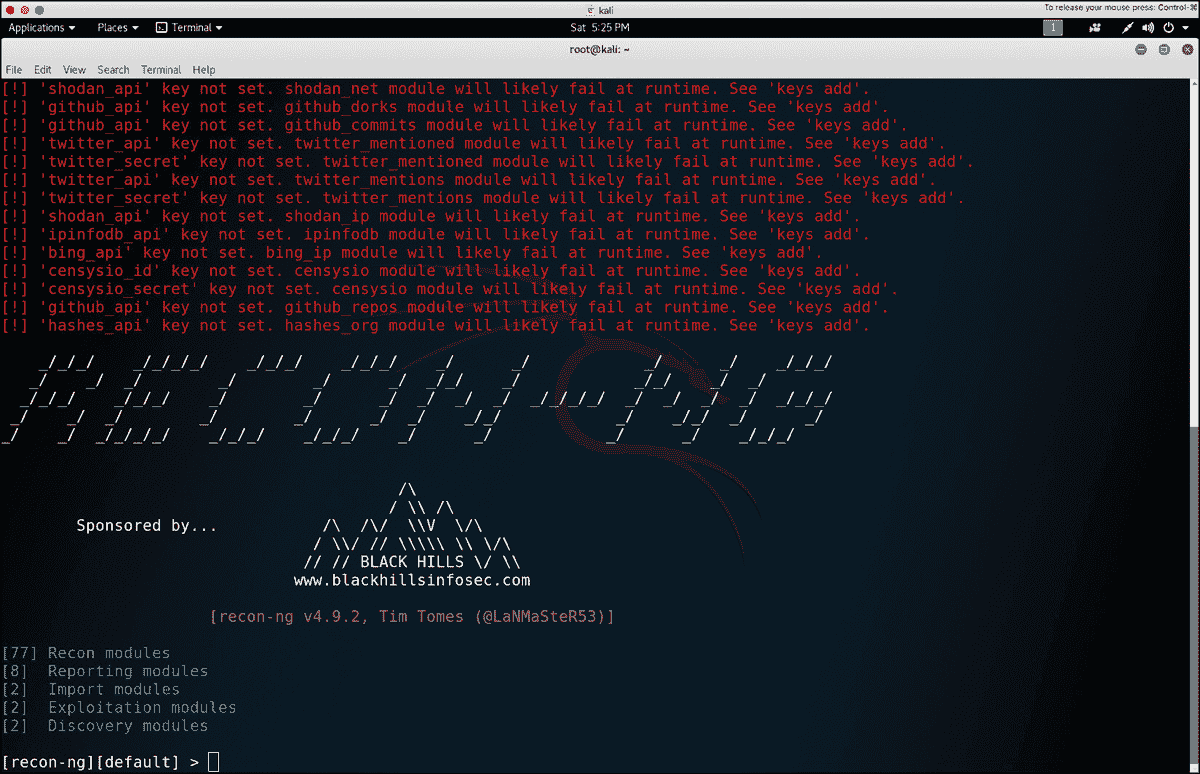 kali
To release your mouse press: Control-⌘
Applications Places Terminal Sat 5:25 PM 1
root@kali: ~
File Edit View Search Terminal Help
[!] 'shodan_api' key not set. shodan_net module will likely fail at runtime. See 'keys add'.
[!] 'github_api' key not set. github_dorks module will likely fail at runtime. See 'keys add'.
[!] 'github_api' key not set. github_commits module will likely fail at runtime. See 'keys add'.
[!] 'twitter_api' key not set. twitter_mentioned module will likely fail at runtime. See 'keys add'.
[!] 'twitter_secret' key not set. twitter_mentioned module will likely fail at runtime. See 'keys add'.
[!] 'twitter_api' key not set. twitter_mentions module will likely fail at runtime. See 'keys add'.
[!] 'twitter_secret' key not set. twitter_mentions module will likely fail at runtime. See 'keys add'.
[!] 'shodan_api' key not set. shodan_ip module will likely fail at runtime. See 'keys add'.
[!] 'ipinfodb_api' key not set. ipinfodb module will likely fail at runtime. See 'keys add'.
[!] 'bing_api' key not set. bing_ip module will likely fail at runtime. See 'keys add'.
[!] 'censysio_id' key not set. censysio module will likely fail at runtime. See 'keys add'.
[!] 'censysio_secret' key not set. censysio module will likely fail at runtime. See 'keys add'.
[!] 'github_api' key not set. github_repos module will likely fail at runtime. See 'keys add'.
[!] 'hashes_api' key not set. hashes_org module will likely fail at runtime. See 'keys add'.
RECON-NG
Sponsored by...
BLACK HILLS
www.blackhillsinfosec.com
[recon-ng v4.9.2, Tim Tomes (@LaNMaSteR53)]
[77] Recon modules
[8] Reporting modules
[2] Import modules
[2] Exploitation modules
[2] Discovery modules
[recon-ng][default] >